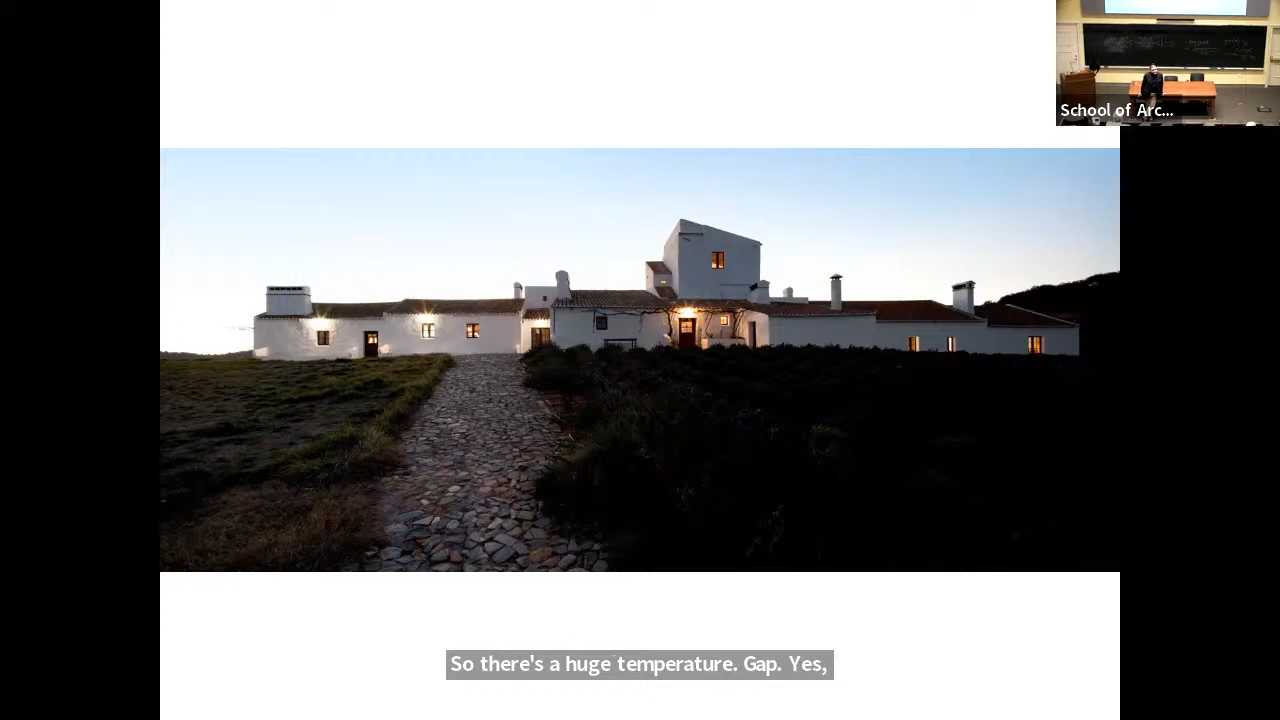 School of Arc...
So there's a huge temperature. Gap. Yes,